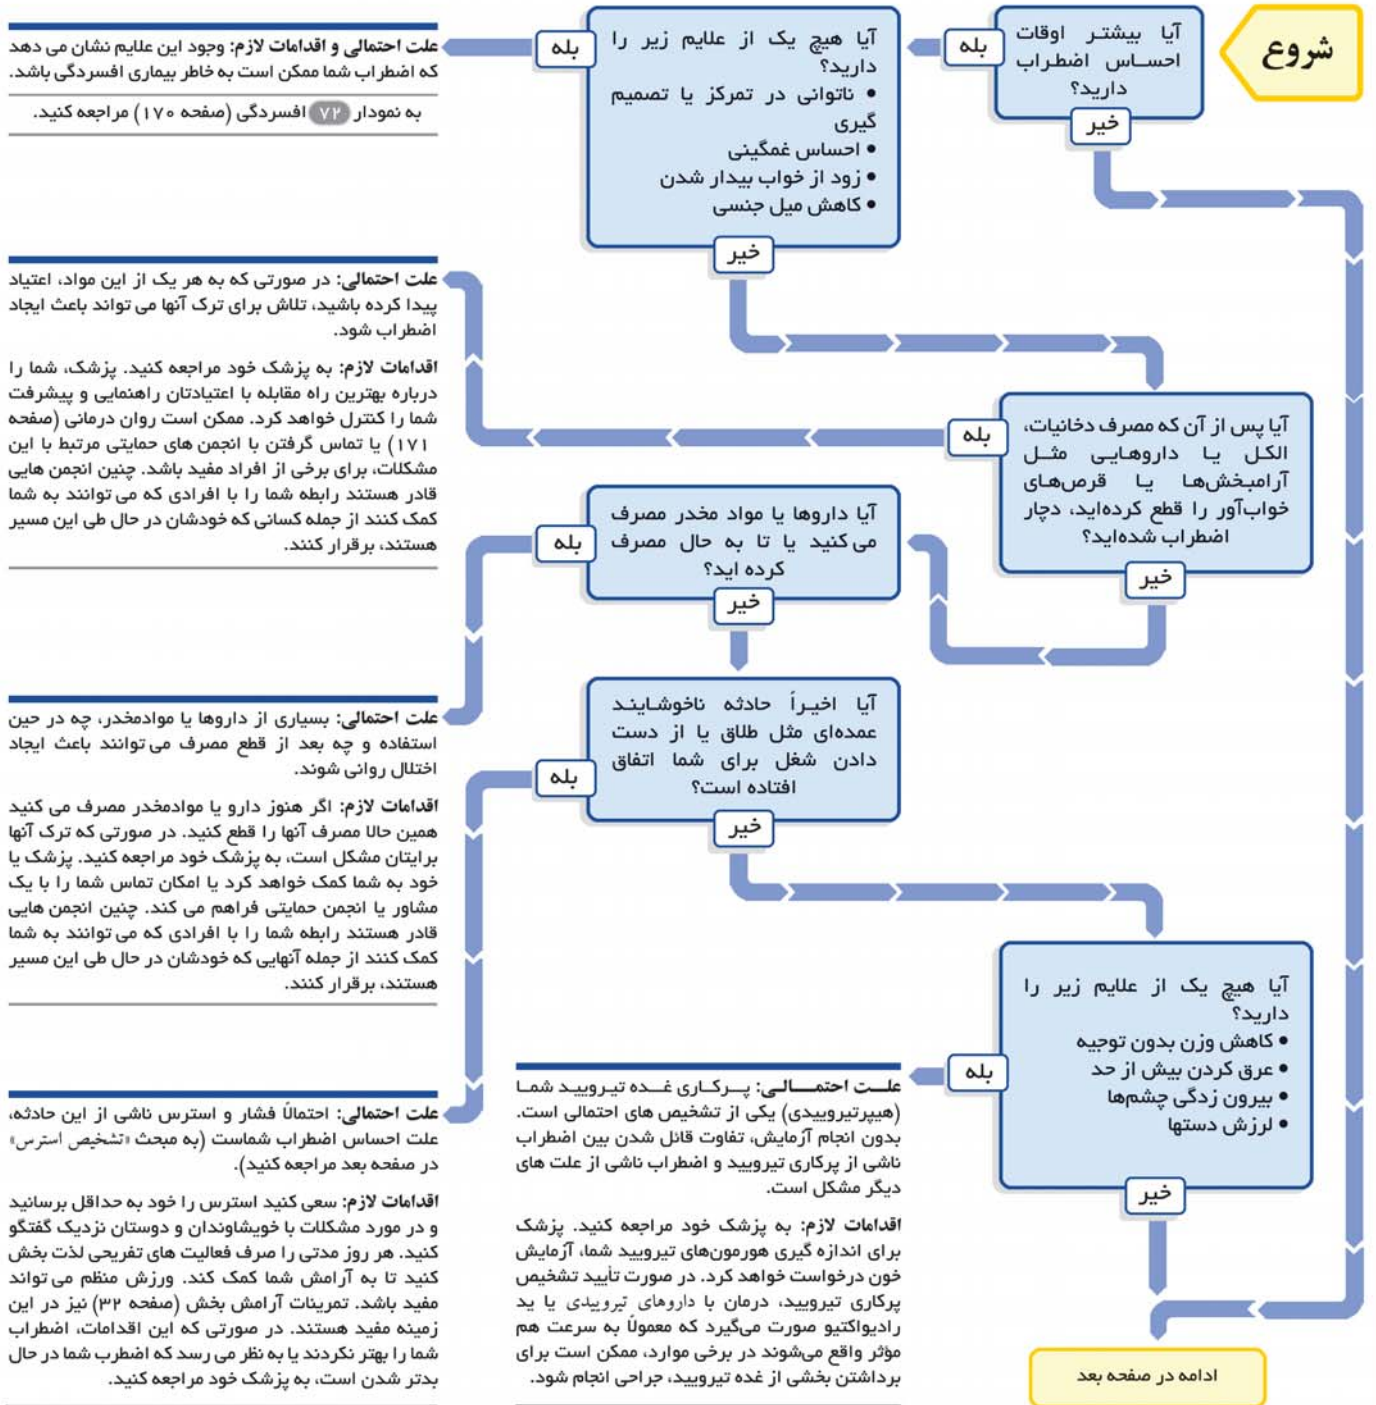 شروع
آیا بیشتر اوقات
احساس اضطراب
دارید؟
بله
خیر
آیا هیچ یک از علایم زیر را
دارید؟
• ناتوانی در تمرکز یا تصمیم
گیری
• احساس غمگینی
• زود از خواب بیدار شدن
• کاهش میل جنسی
بله
خیر
علت احتمالی و اقدامات لازم: وجود این علایم نشان می دهد
که اضطراب شما ممکن است به خاطر بیماری افسردگی باشد.
به نمودار ۷۲ افسردگی (صفحه ۱۷۰) مراجعه کنید.
آیا پس از آن که مصرف دخانیات،
الکل یا داروهایی مثل
آرامبخش‌ها یا قرص‌های
خواب‌آور را قطع کرده‌اید، دچار
اضطراب شده‌اید؟
بله
خیر
علت احتمالی: در صورتی که به هر یک از این مواد، اعتیاد
پیدا کرده باشید، تلاش برای ترک آنها می تواند باعث ایجاد
اضطراب شود.
اقدامات لازم: به پزشک خود مراجعه کنید. پزشک، شما را
درباره بهترین راه مقابله با اعتیادتان راهنمایی و پیشرفت
شما را کنترل خواهد کرد. ممکن است روان درمانی (صفحه
۱۷۱) یا تماس گرفتن با انجمن های حمایتی مرتبط با این
مشکلات، برای برخی از افراد مفید باشد. چنین انجمن هایی
قادر هستند رابطه شما را با افرادی که می توانند به شما
کمک کنند از جمله کسانی که خودشان در حال طی این مسیر
هستند، برقرار کنند.
آیا داروها یا مواد مخدر مصرف
می کنید یا تا به حال مصرف
کرده اید؟
بله
خیر
علت احتمالی: بسیاری از داروها یا موادمخدر، چه در حین
استفاده و چه بعد از قطع مصرف می توانند باعث ایجاد
اختلال روانی شوند.
اقدامات لازم: اگر هنوز دارو یا موادمخدر مصرف می کنید
همین حالا مصرف آنها را قطع کنید. در صورتی که ترک آنها
برایتان مشکل است، به پزشک خود مراجعه کنید. پزشک یا
خود به شما کمک خواهد کرد یا امکان تماس شما را با یک
مشاور یا انجمن حمایتی فراهم می کند. چنین انجمن هایی
قادر هستند رابطه شما را با افرادی که می توانند به شما
کمک کنند از جمله آنهایی که خودشان در حال طی این مسیر
هستند، برقرار کنند.
آیا اخیراً حادثه ناخوشایند
عمده‌ای مثل طلاق یا از دست
دادن شغل برای شما اتفاق
افتاده است؟
بله
خیر
علت احتمالی: احتمالاً فشار و استرس ناشی از این حادثه،
علت احساس اضطراب شماست (به مبحث «تشخیص استرس»
در صفحه بعد مراجعه کنید).
اقدامات لازم: سعی کنید استرس را خود به حداقل برسانید
و در مورد مشکلات با خویشاوندان و دوستان نزدیک گفتگو
کنید. هر روز مدتی را صرف فعالیت های تفریحی لذت بخش
کنید تا به آرامش شما کمک کند. ورزش منظم می تواند
مفید باشد. تمرینات آرامش بخش (صفحه ۳۲) نیز در این
زمینه مفید هستند. در صورتی که این اقدامات، اضطراب
شما را بهتر نکردند یا به نظر می رسد که اضطرب شما در حال
بدتر شدن است، به پزشک خود مراجعه کنید.
آیا هیچ یک از علایم زیر را
دارید؟
• کاهش وزن بدون توجیه
• عرق کردن بیش از حد
• بیرون زدگی چشم‌ها
• لرزش دستها
بله
خیر
علت احتمالی: پرکاری غده تیرویید شما
(هیپرتیروییدی) یکی از تشخیص های احتمالی است.
بدون انجام آزمایش، تفاوت قائل شدن بین اضطراب
ناشی از پرکاری تیرویید و اضطراب ناشی از علت های
دیگر مشکل است.
اقدامات لازم: به پزشک خود مراجعه کنید. پزشک
برای اندازه گیری هورمون‌های تیرویید شما، آزمایش
خون درخواست خواهد کرد. در صورت تأیید تشخیص
پرکاری تیرویید، درمان با داروهای تیروییدی یا ید
رادیواکتیو صورت می‌گیرد که معمولاً به سرعت هم
مؤثر واقع می‌شوند در برخی موارد، ممکن است برای
برداشتن بخشی از غده تیرویید، جراحی انجام شود.
ادامه در صفحه بعد